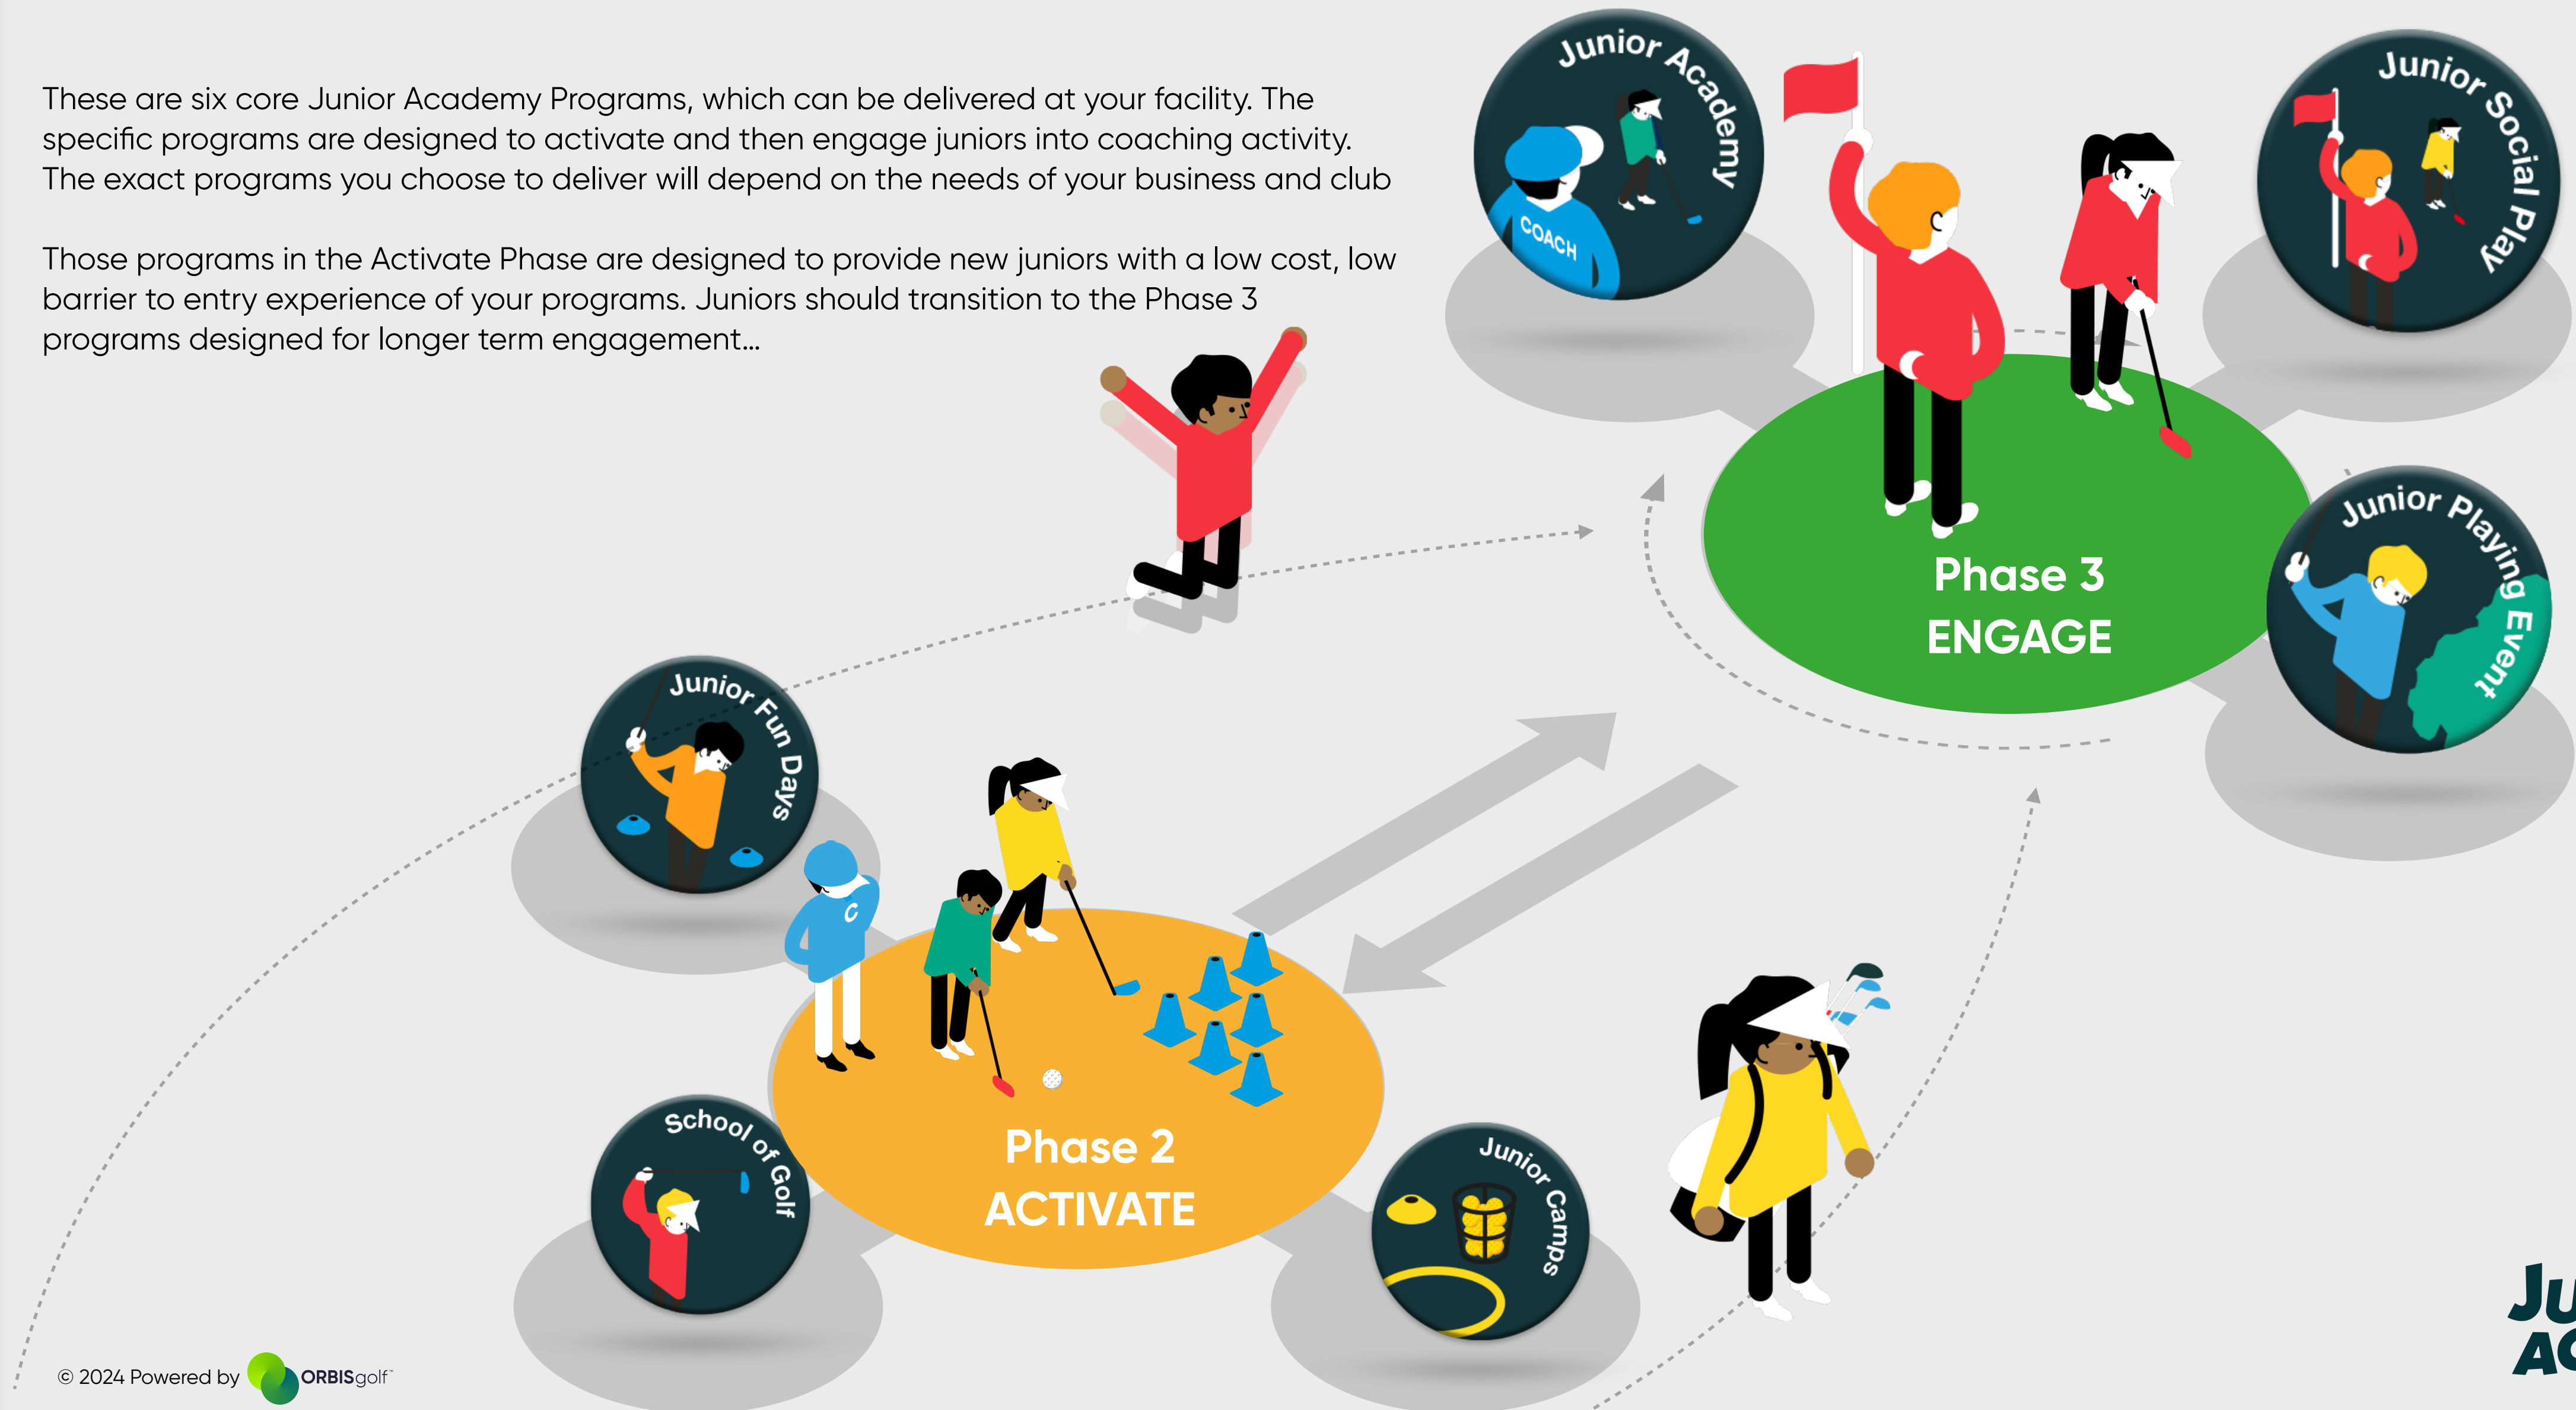 These are six core Junior Academy Programs, which can be delivered at your facility. The
specific programs are designed to activate and then engage juniors into coaching activity.
The exact programs you choose to deliver will depend on the needs of your business and club
Those programs in the Activate Phase are designed to provide new juniors with a low cost, low
barrier to entry experience of your programs. Juniors should transition to the Phase 3
programs designed for longer term engagement...
Junior Academy
COACH
Junior Social Play
Phase 3
ENGAGE
Junior Playing Event
Junior Fun Days
C
School of Golf
Phase 2
ACTIVATE
Junior Camps
© 2024 Powered by ORBISgolf™